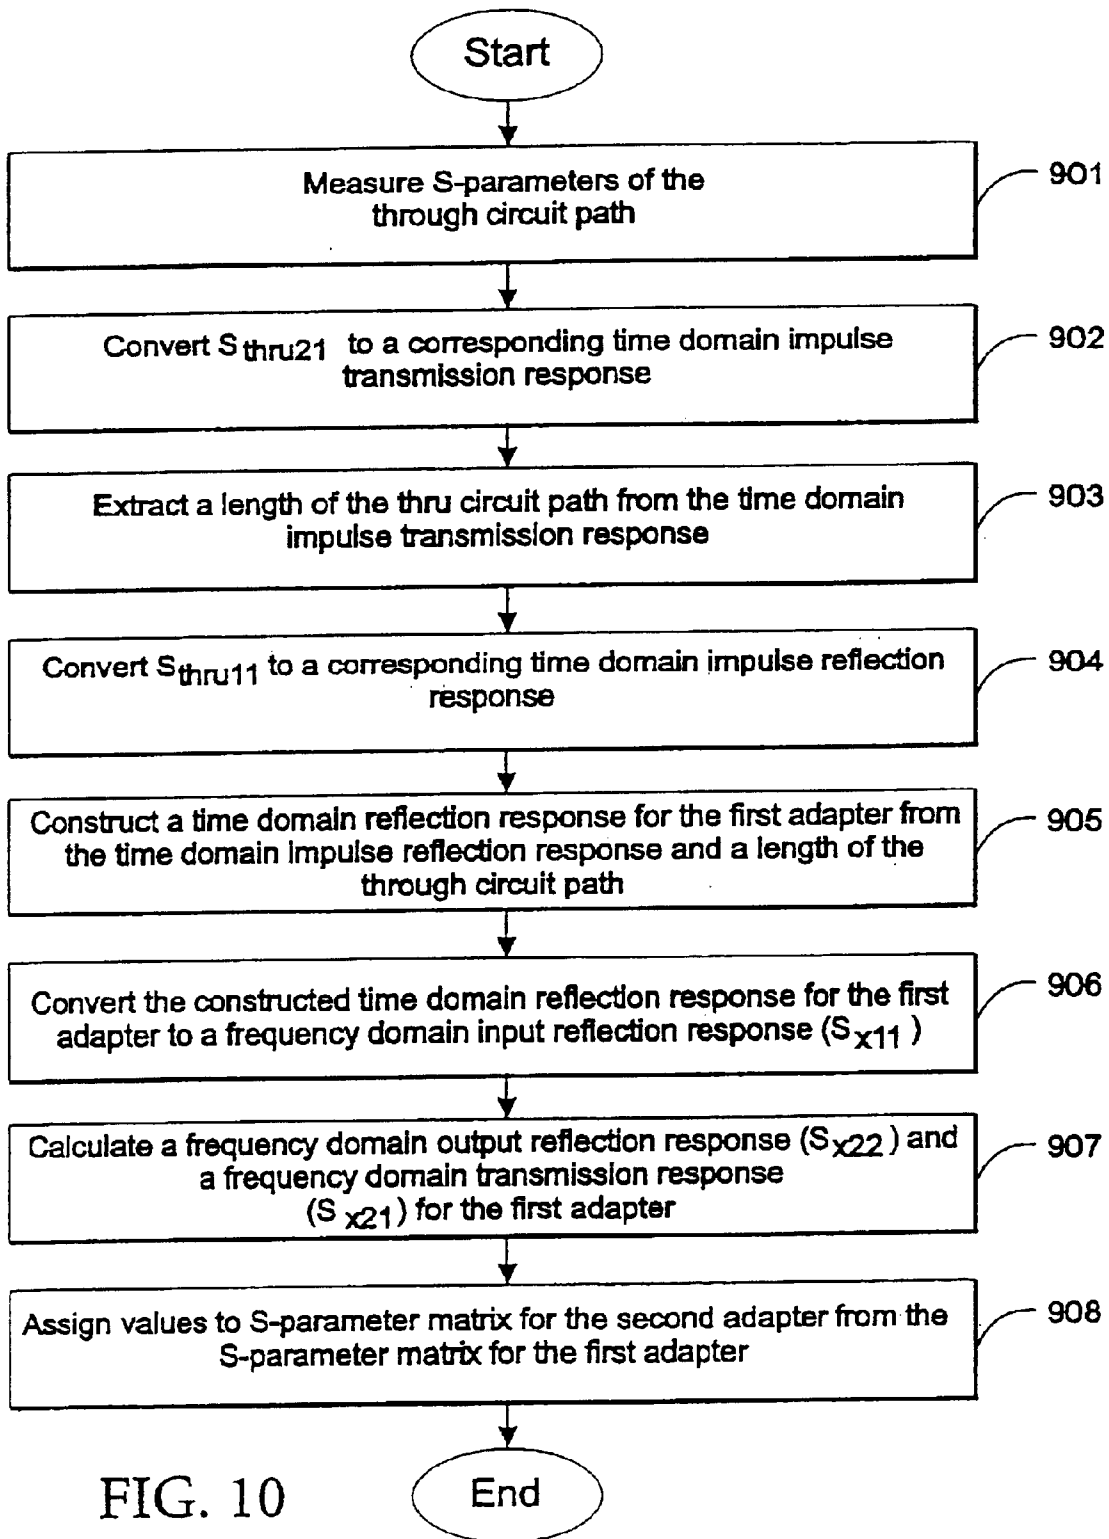 Start
Measure S-parameters of the
through circuit path
901
Convert Sthru21 to a corresponding time domain impulse
transmission response
902
Extract a length of the thru circuit path from the time domain
impulse transmission response
903
Convert Sthru11 to a corresponding time domain impulse reflection
response
904
Construct a time domain reflection response for the first adapter from
the time domain impulse reflection response and a length of the
through circuit path
905
Convert the constructed time domain reflection response for the first
adapter to a frequency domain input reflection response (Sx11)
906
Calculate a frequency domain output reflection response (Sx22) and
a frequency domain transmission response
(Sx21) for the first adapter
907
Assign values to S-parameter matrix for the second adapter from the
S-parameter matrix for the first adapter
908
End
FIG. 10